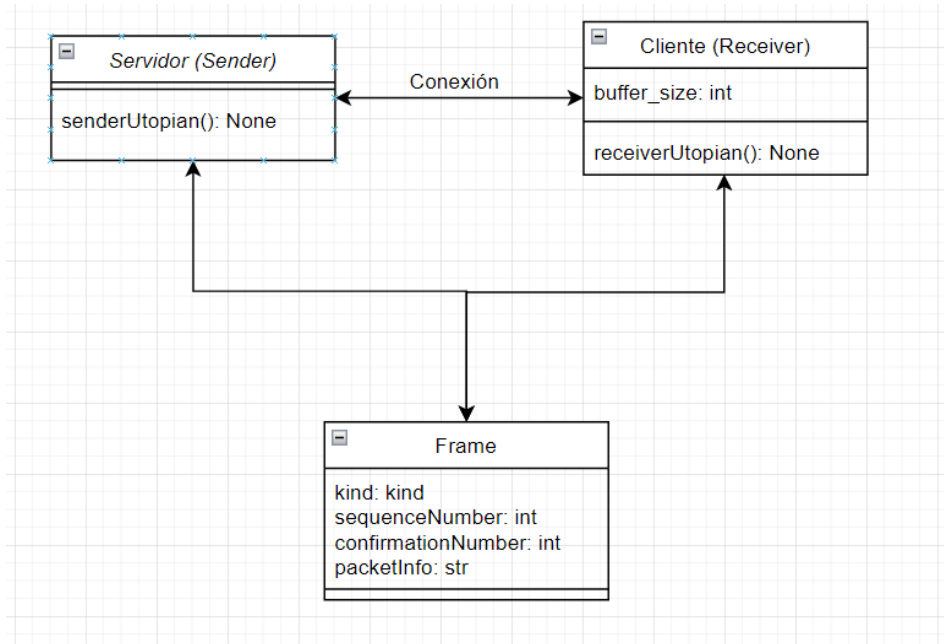 Servidor (Sender)
senderUtopian(): None
Conexión
Cliente (Receiver)
buffer_size: int
receiverUtopian(): None
Frame
kind: kind
sequenceNumber: int
confirmationNumber: int
packetInfo: str